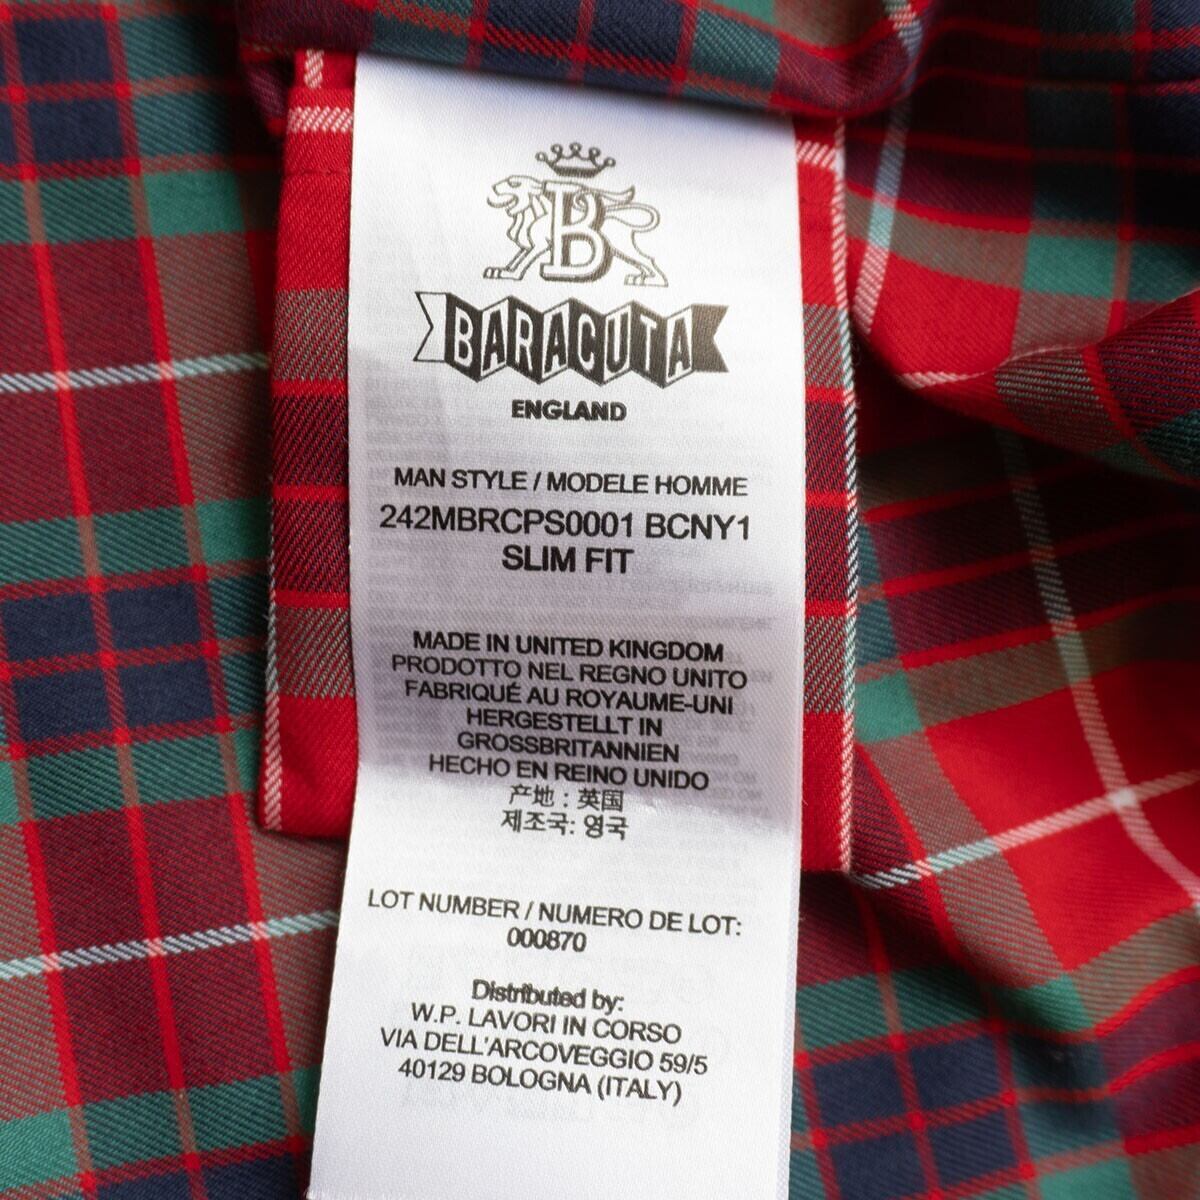 B
BARACUTA
ENGLAND
MAN STYLE / MODELE HOMME
242MBRCPS0001 BCNY1
SLIM FIT
MADE IN UNITED KINGDOM
PRODOTTO NEL REGNO UNITO
FABRIQUÉ AU ROYAUME-UNI
HERGESTELLT IN
GROSSBRITANNIEN
HECHO EN REINO UNIDO
产地：英国
제조국: 영국
LOT NUMBER / NUMERO DE LOT:
000870
Distributed by:
W.P. LAVORI IN CORSO
VIA DELL'ARCOVEGGIO 59/5
40129 BOLOGNA (ITALY)